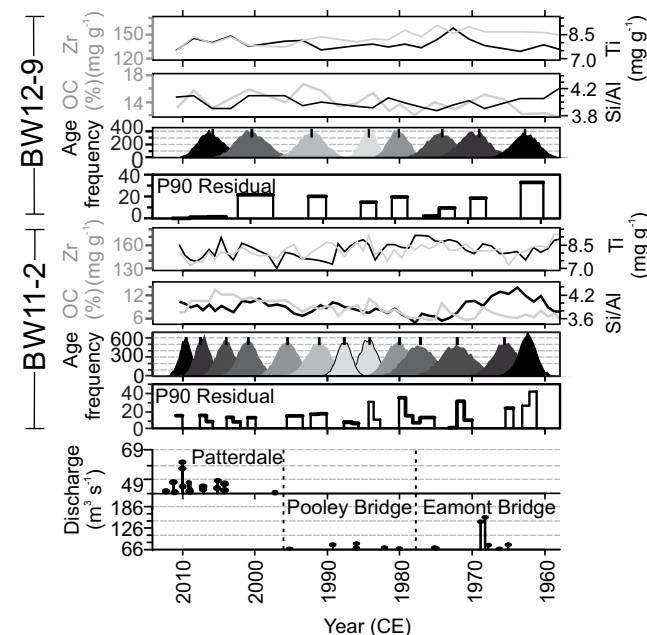 BW12-9
Zr
(mg g-1)
150
120
8.5
7.0
Ti
(mg g-1)
OC
(%)
18
14
4.2
3.8
Si/Al
Age
frequency
400
200
0
P90 Residual
40
20
0
BW11-2
Zr
(mg g-1)
160
130
8.5
7.0
Ti
(mg g-1)
OC
(%)
12
6
4.2
3.6
Si/Al
Age
frequency
600
300
0
P90 Residual
40
20
0
Discharge
(m3 s-1)
69
49
Patterdale
186
126
66
Pooley Bridge
Eamont Bridge
2010
2000
1990
1980
1970
1960
Year (CE)